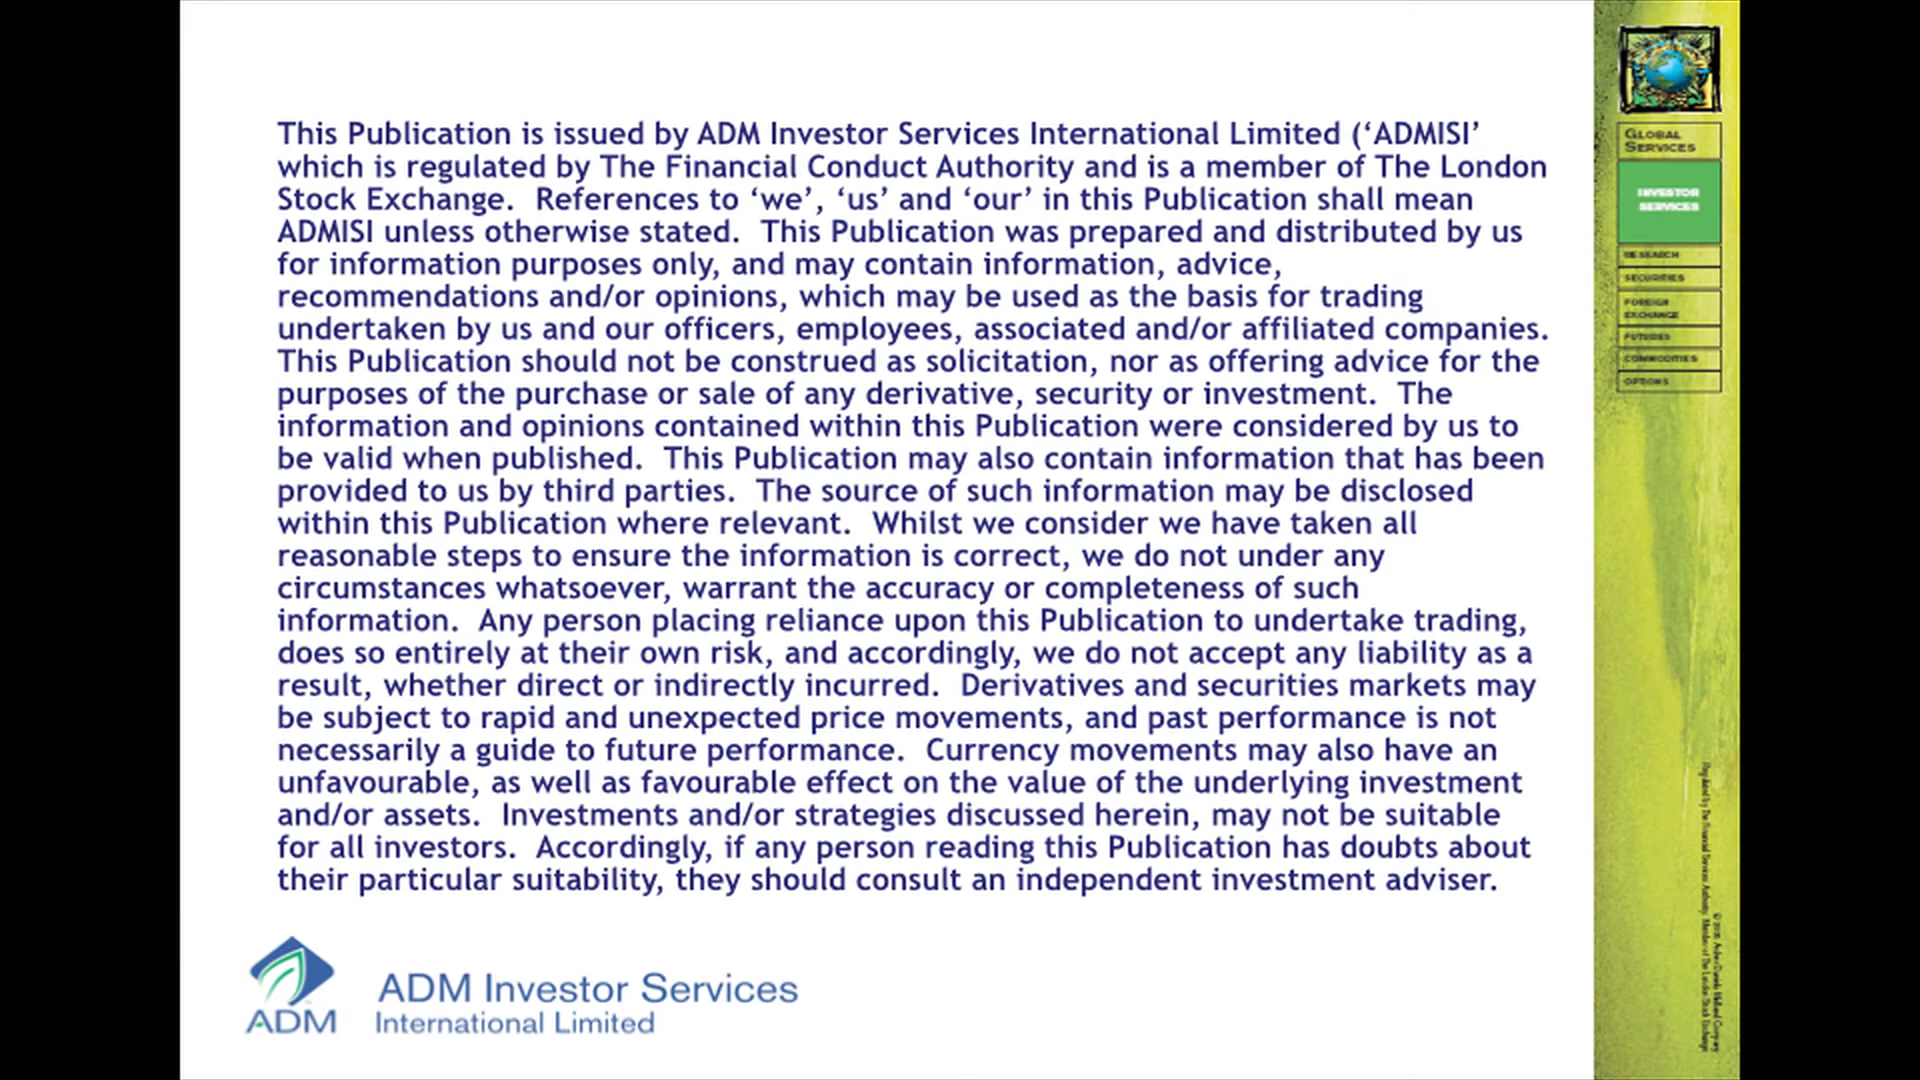 This Publication is issued by ADM Investor Services International Limited (‘ADMISI’
which is regulated by The Financial Conduct Authority and is a member of The London
Stock Exchange.  References to ‘we’, ‘us’ and ‘our’ in this Publication shall mean
ADMISI unless otherwise stated.  This Publication was prepared and distributed by us
for information purposes only, and may contain information, advice,
recommendations and/or opinions, which may be used as the basis for trading
undertaken by us and our officers, employees, associated and/or affiliated companies.
This Publication should not be construed as solicitation, nor as offering advice for the
purposes of the purchase or sale of any derivative, security or investment.  The
information and opinions contained within this Publication were considered by us to
be valid when published.  This Publication may also contain information that has been
provided to us by third parties.  The source of such information may be disclosed
within this Publication where relevant.  Whilst we consider we have taken all
reasonable steps to ensure the information is correct, we do not under any
circumstances whatsoever, warrant the accuracy or completeness of such
information.  Any person placing reliance upon this Publication to undertake trading,
does so entirely at their own risk, and accordingly, we do not accept any liability as a
result, whether direct or indirectly incurred.  Derivatives and securities markets may
be subject to rapid and unexpected price movements, and past performance is not
necessarily a guide to future performance.  Currency movements may also have an
unfavourable, as well as favourable effect on the value of the underlying investment
and/or assets.  Investments and/or strategies discussed herein, may not be suitable
for all investors.  Accordingly, if any person reading this Publication has doubts about
their particular suitability, they should consult an independent investment adviser.
ADM
ADM Investor Services
International Limited
GLOBAL
SERVICES
INVESTOR
SERVICES
RESEARCH
SECURITIES
FOREIGN
EXCHANGE
FUTURES
COMMODITIES
OPTIONS
Regulated by The Financial Services Authority. Member of The London Stock Exchange